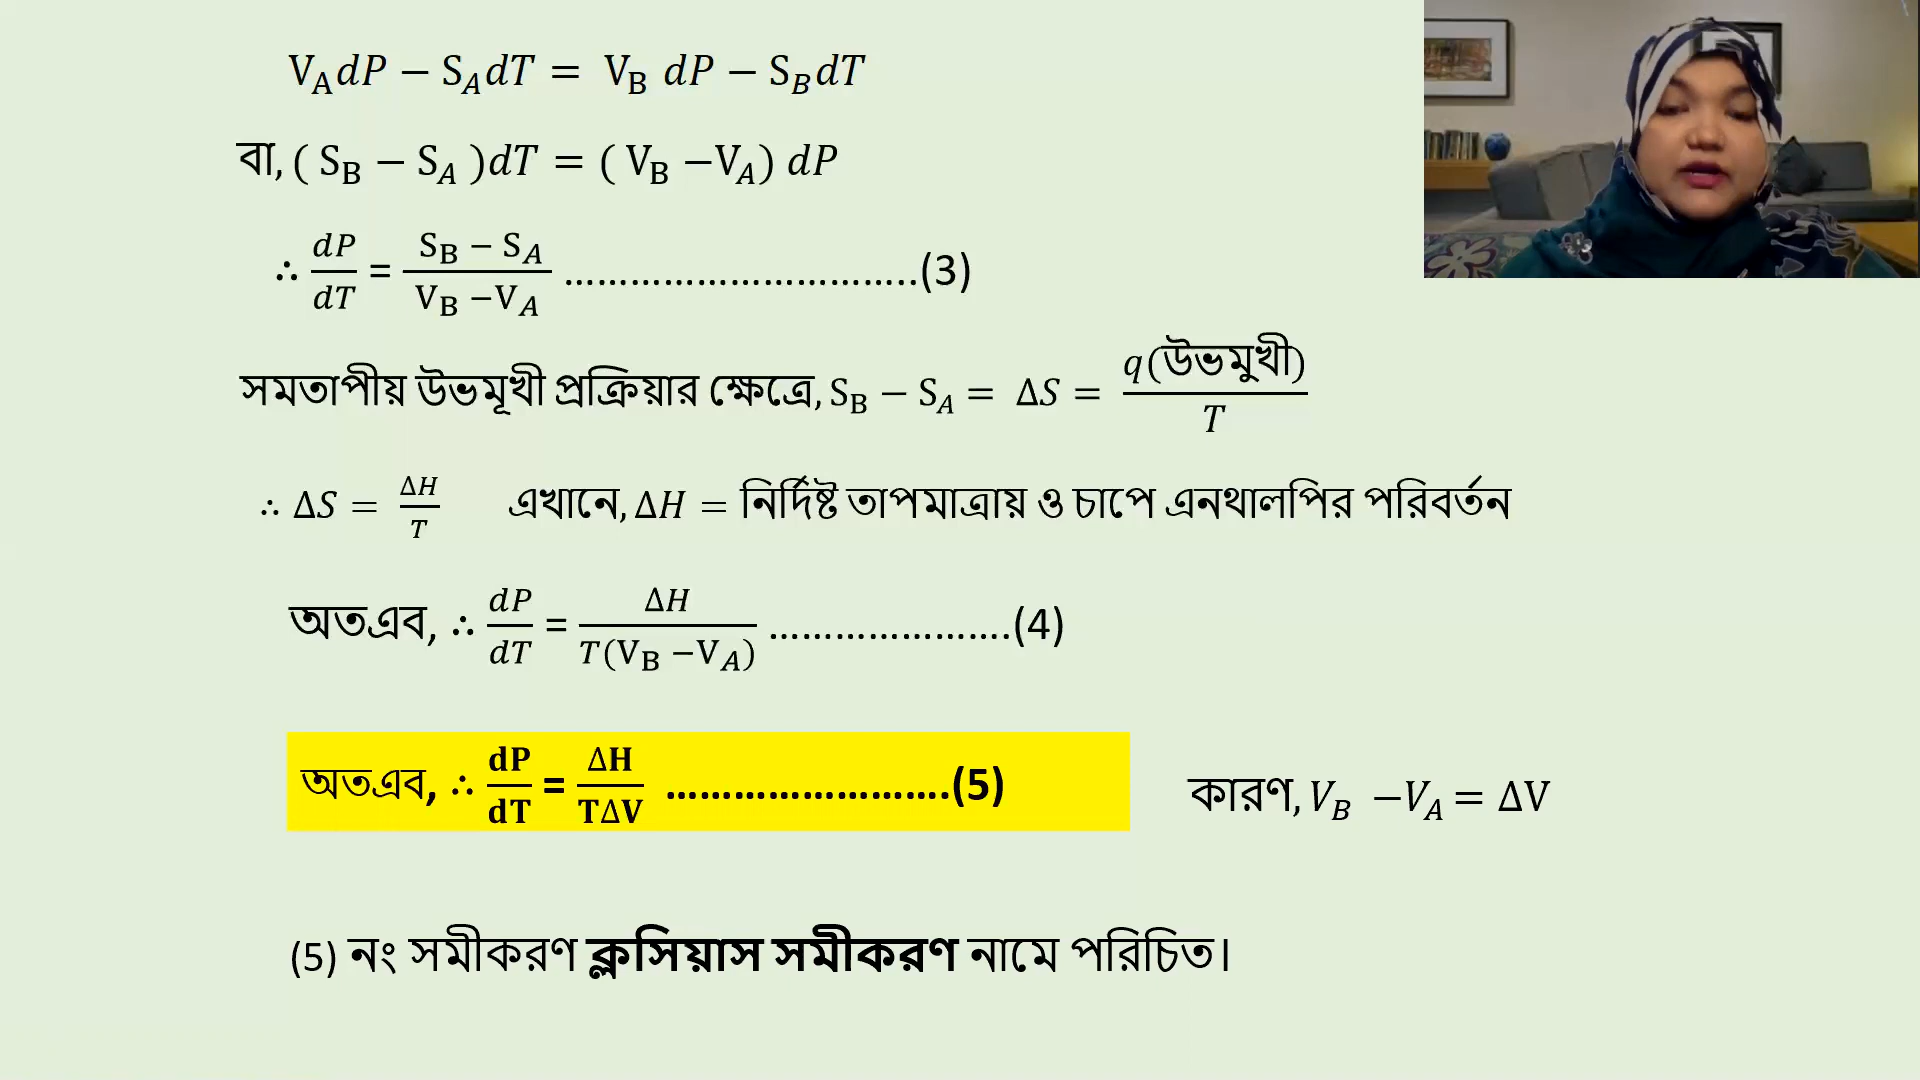 V_A dP − S_A dT = V_B dP − S_B dT
বা, ( S_B − S_A )dT = ( V_B −V_A) dP
∴ dP/dT = (S_B − S_A)/(V_B −V_A) ................................(3)
সমতাপীয় উভমূখী প্রক্রিয়ার ক্ষেত্রে, S_B − S_A = ΔS = q(উভমুখী)/T
∴ ΔS = ΔH/T এখানে, ΔH = নির্দিষ্ট তাপমাত্রায় ও চাপে এনথালপির পরিবর্তন
অতএব, ∴ dP/dT = ΔH/T(V_B −V_A) ......................(4)
অতএব, ∴ dP/dT = ΔH/TΔV .........................(5) কারণ, V_B −V_A = ΔV
(5) নং সমীকরণ ক্লসিয়াস সমীকরণ নামে পরিচিত।